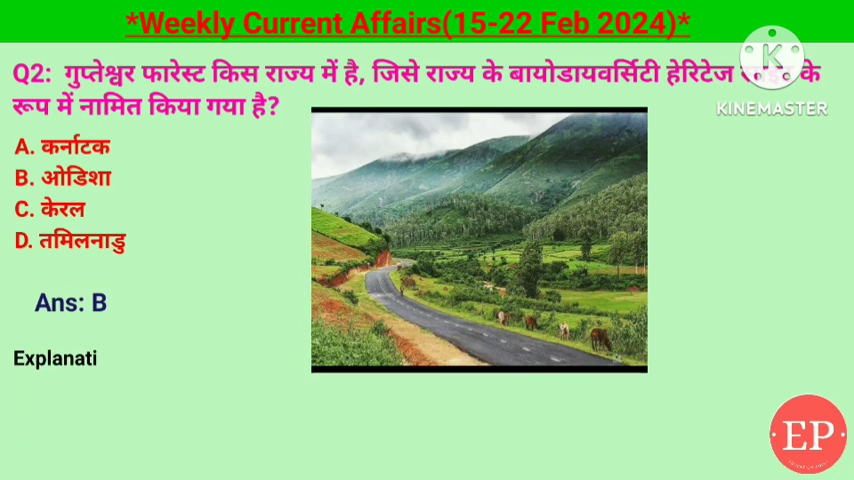 *Weekly Current Affairs(15-22 Feb 2024)*
Q2: गुप्तेश्वर फारेस्ट किस राज्य में है, जिसे राज्य के बायोडायवर्सिटी हेरिटेज के
रूप में नामित किया गया है?
KINEMASTER
A. कर्नाटक
B. ओडिशा
C. केरल
D. तमिलनाडु
Ans: B
Explanati
EP